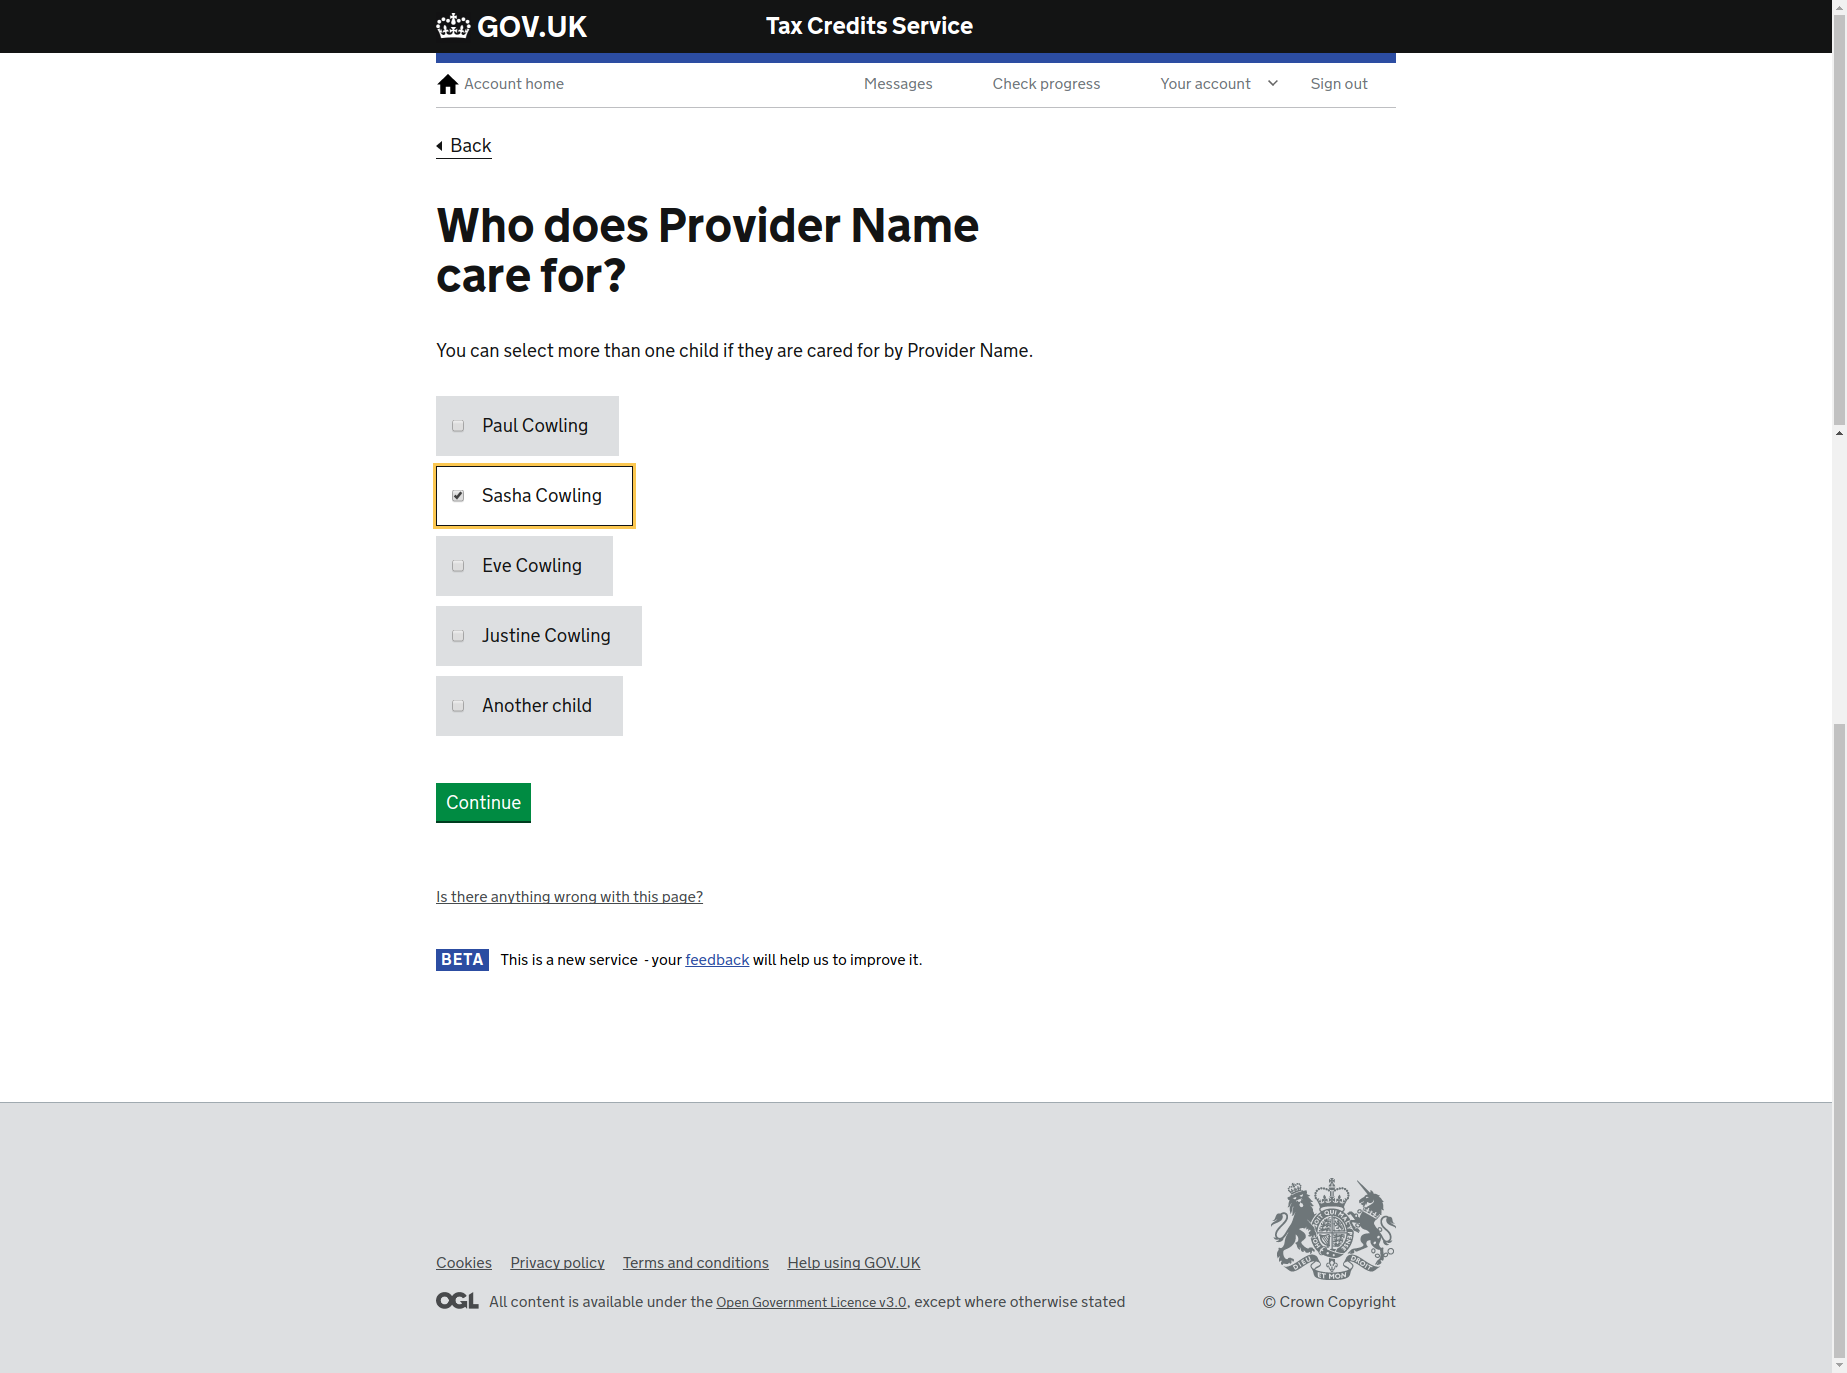 GOV.UK Tax Credits Service
Account home Messages Check progress Your account Sign out
Back
Who does Provider Name
care for?
You can select more than one child if they are cared for by Provider Name.
Paul Cowling
Sasha Cowling
Eve Cowling
Justine Cowling
Another child
Continue
Is there anything wrong with this page?
BETA This is a new service - your feedback will help us to improve it.
Cookies Privacy policy Terms and conditions Help using GOV.UK
OGL All content is available under the Open Government Licence v3.0, except where otherwise stated
DIEU ET MON DROIT
© Crown Copyright